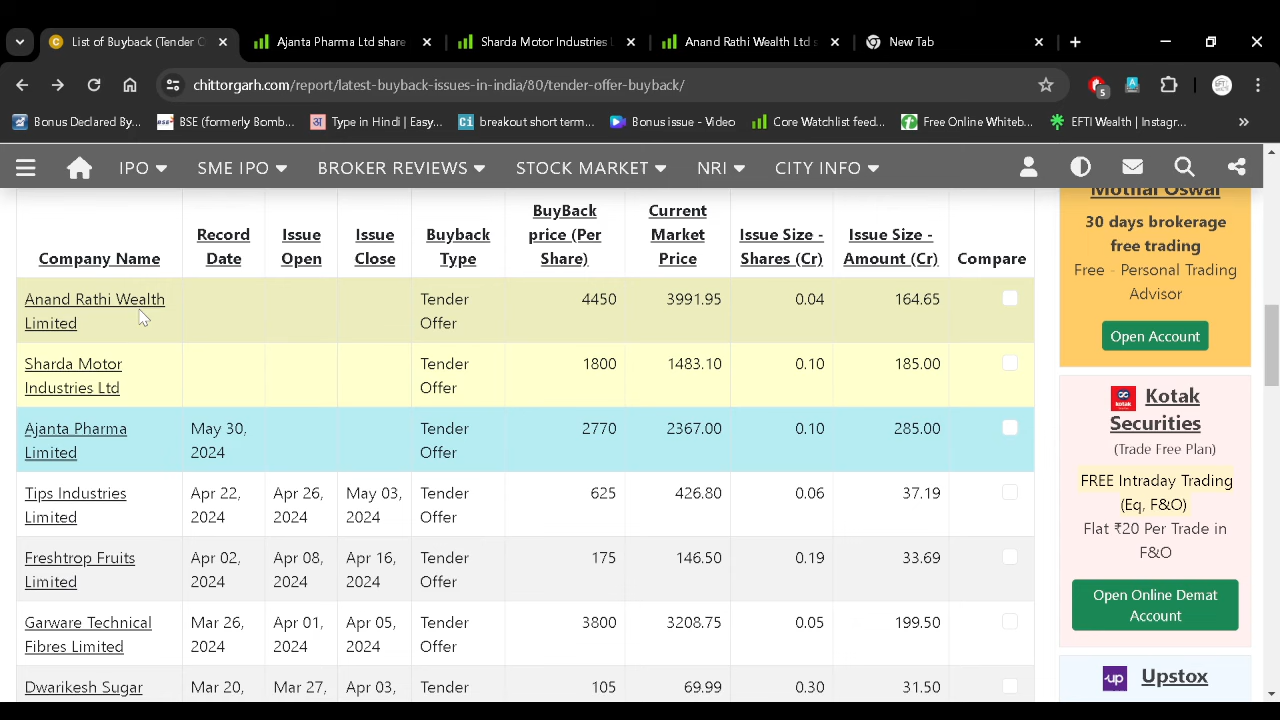 List of Buyback (Tender O
Ajanta Pharma Ltd share
Sharda Motor Industries
Anand Rathi Wealth Ltd s
New Tab
chittorgarh.com/report/latest-buyback-issues-in-india/80/tender-offer-buyback/
5
Bonus Declared By...
BSE (formerly Bomb...
Type in Hindi | Easy...
breakout short term...
Bonus issue - Video
Core Watchlist feed...
Free Online Whiteb...
EFTI Wealth | Instagr...
IPO
SME IPO
BROKER REVIEWS
STOCK MARKET
NRI
CITY INFO
Company Name
Record
Date
Issue
Open
Issue
Close
Buyback
Type
BuyBack
price (Per
Share)
Current
Market
Price
Issue Size -
Shares (Cr)
Issue Size -
Amount (Cr)
Compare
Anand Rathi Wealth
Limited
Tender
Offer
4450
3991.95
0.04
164.65
Sharda Motor
Industries Ltd
Tender
Offer
1800
1483.10
0.10
185.00
Ajanta Pharma
Limited
May 30,
2024
Tender
Offer
2770
2367.00
0.10
285.00
Tips Industries
Limited
Apr 22,
2024
Apr 26,
2024
May 03,
2024
Tender
Offer
625
426.80
0.06
37.19
Freshtrop Fruits
Limited
Apr 02,
2024
Apr 08,
2024
Apr 16,
2024
Tender
Offer
175
146.50
0.19
33.69
Garware Technical
Fibres Limited
Mar 26,
2024
Apr 01,
2024
Apr 05,
2024
Tender
Offer
3800
3208.75
0.05
199.50
Dwarikesh Sugar
Mar 20,
Mar 27,
Apr 03,
Tender
105
69.99
0.30
31.50
Motilal Oswal
30 days brokerage
free trading
Free - Personal Trading
Advisor
Open Account
Kotak
Securities
(Trade Free Plan)
FREE Intraday Trading
(Eq, F&O)
Flat ₹20 Per Trade in
F&O
Open Online Demat
Account
Upstox